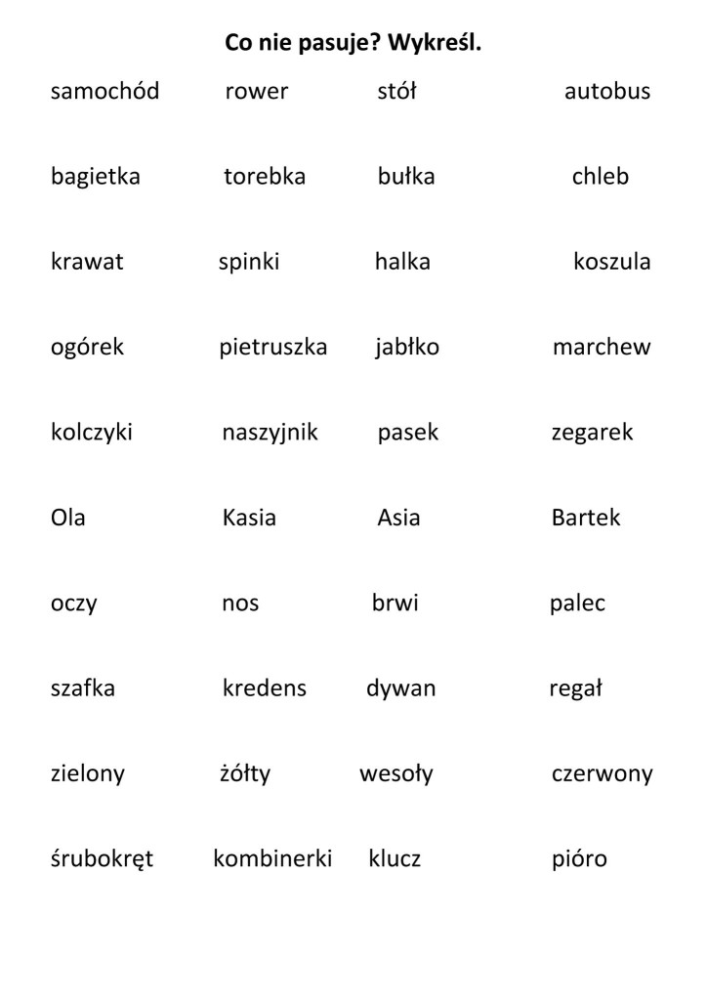 Co nie pasuje? Wykreśl.
samochód rower stół autobus
bagietka torebka bułka chleb
krawat spinki halka koszula
ogórek pietruszka jabłko marchew
kolczyki naszyjnik pasek zegarek
Ola Kasia Asia Bartek
oczy nos brwi palec
szafka kredens dywan regał
zielony żółty wesoły czerwony
śrubokręt kombinerki klucz pióro